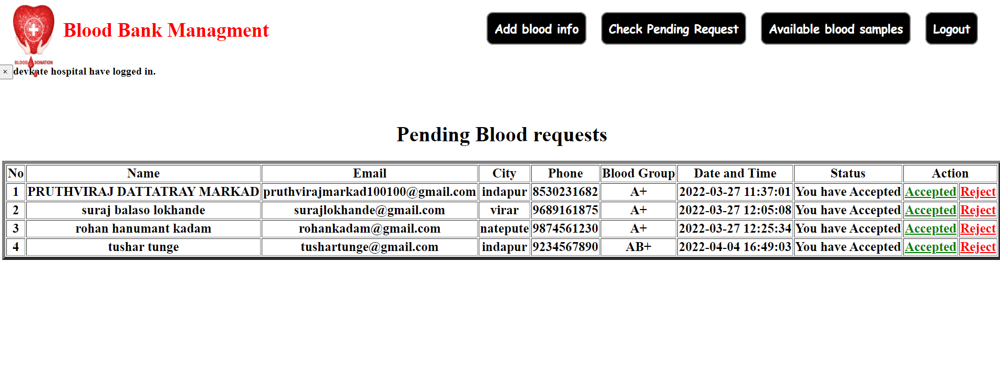 Blood Bank Managment
Add blood info Check Pending Request Available blood samples Logout
BLOOD DONATION
× devkate hospital have logged in.
Pending Blood requests
No Name Email City Phone Blood Group Date and Time Status Action
1 PRUTHVIRAJ DATTATRAY MARKAD pruthvirajmarkad100100@gmail.com indapur 8530231682 A+ 2022-03-27 11:37:01 You have Accepted Accepted Reject
2 suraj balaso lokhande surajlokhande@gmail.com virar 9689161875 A+ 2022-03-27 12:05:08 You have Accepted Accepted Reject
3 rohan hanumant kadam rohankadam@gmail.com natepute 9874561230 A+ 2022-03-27 12:25:34 You have Accepted Accepted Reject
4 tushar tunge tushartunge@gmail.com indapur 9234567890 AB+ 2022-04-04 16:49:03 You have Accepted Accepted Reject